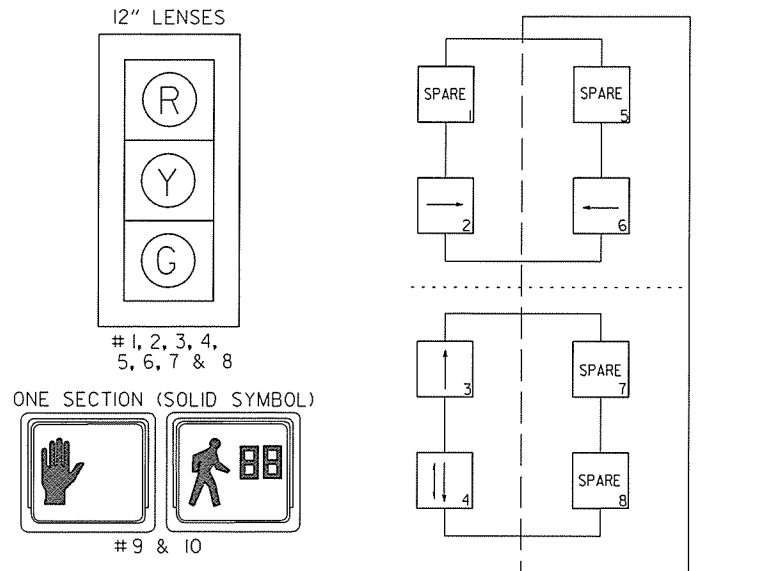 12" LENSES
R
Y
G
# 1, 2, 3, 4,
5, 6, 7 & 8
ONE SECTION (SOLID SYMBOL)
88
#9 & 10
SPARE
1
SPARE
5
2
6
3
SPARE
7
4
SPARE
8